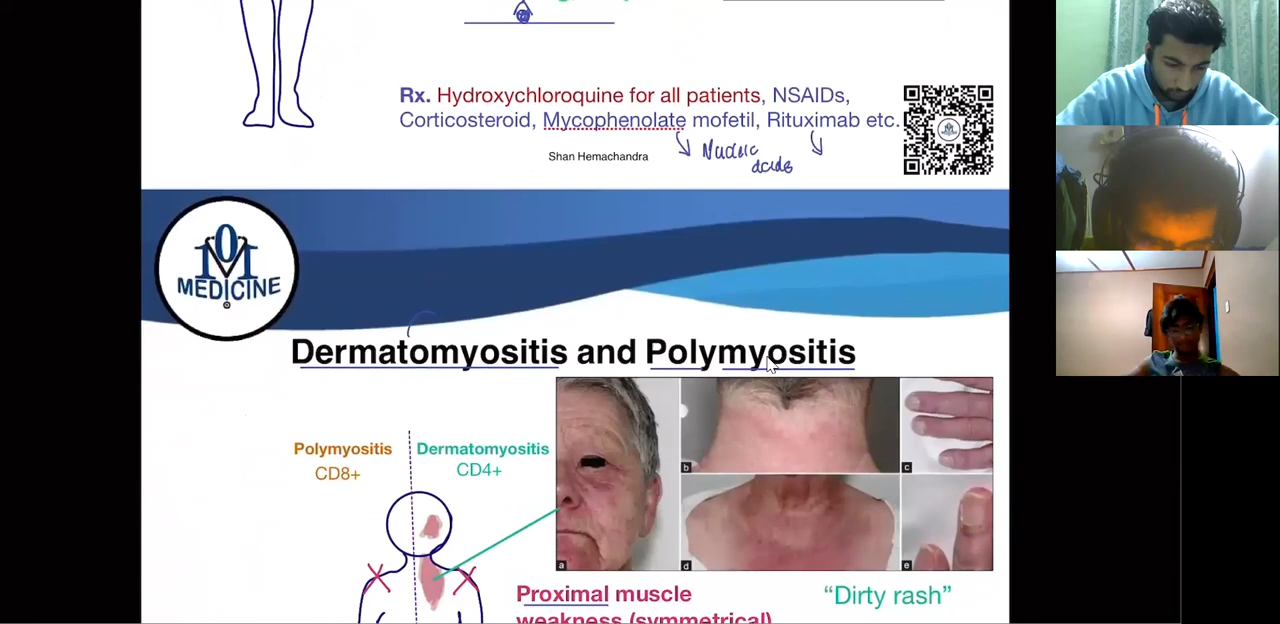 Rx. Hydroxychloroquine for all patients, NSAIDs,
Corticosteroid, Mycophenolate mofetil, Rituximab etc.
Nucleic
acids
Shan Hemachandra
101
MEDICINE
Dermatomyositis and Polymyositis
Polymyositis
CD8+
Dermatomyositis
CD4+
a
b
c
d
e
Proximal muscle
weakness (symmetrical)
"Dirty rash"